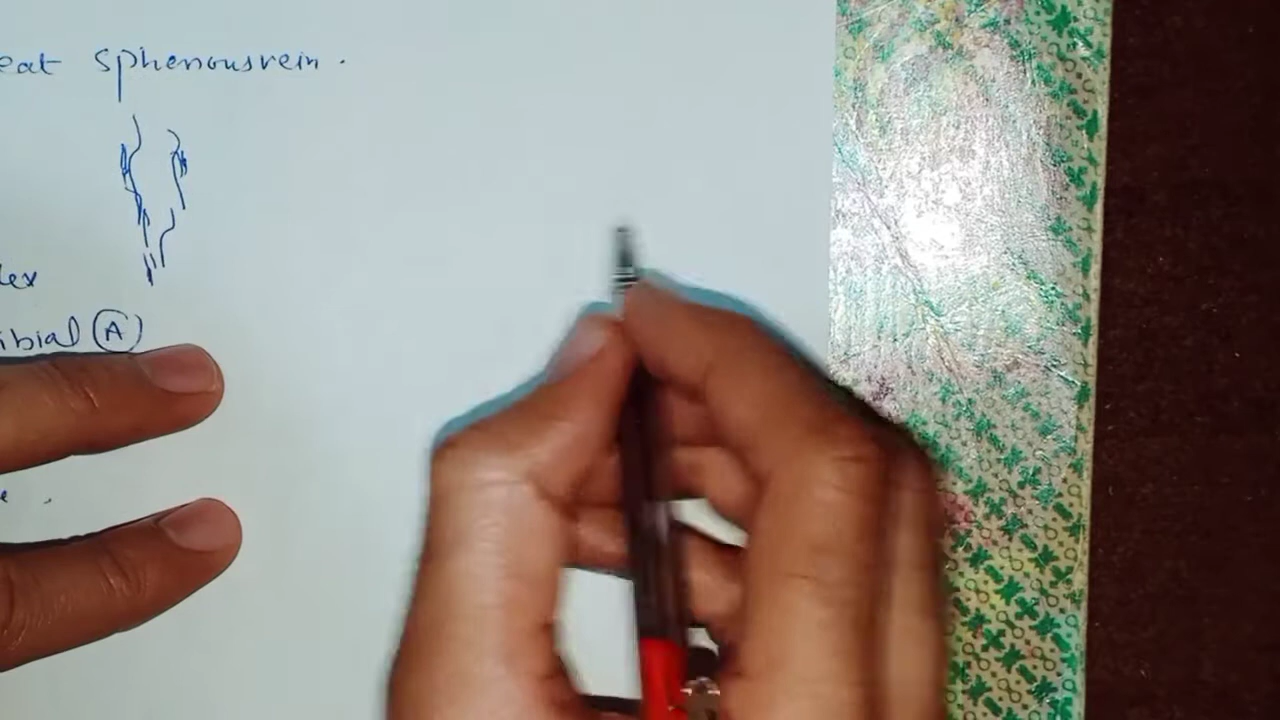 eat sphenousvein.
lex
ibial (A)
e.